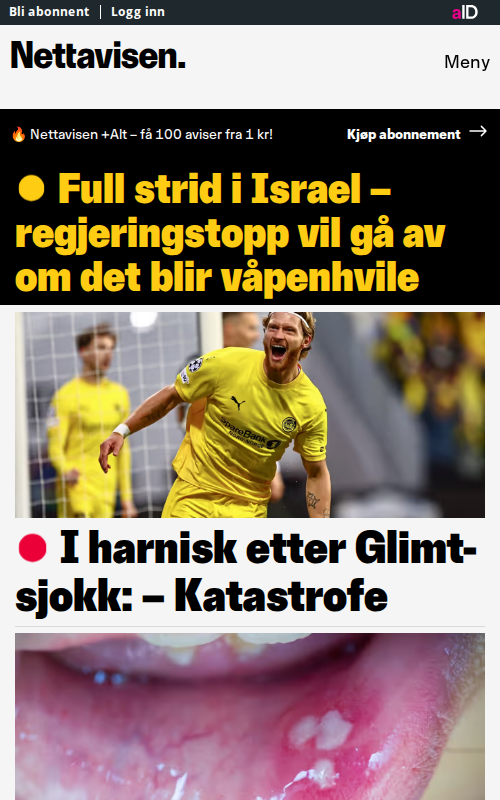 Bli abonnent | Logg inn
aID
Nettavisen.
Meny
🔥 Nettavisen +Alt – få 100 aviser fra 1 kr!
Kjøp abonnement →
Full strid i Israel –
regjeringstopp vil gå av
om det blir våpenhvile
SpareBank 1
I harnisk etter Glimt-
sjokk: – Katastrofe